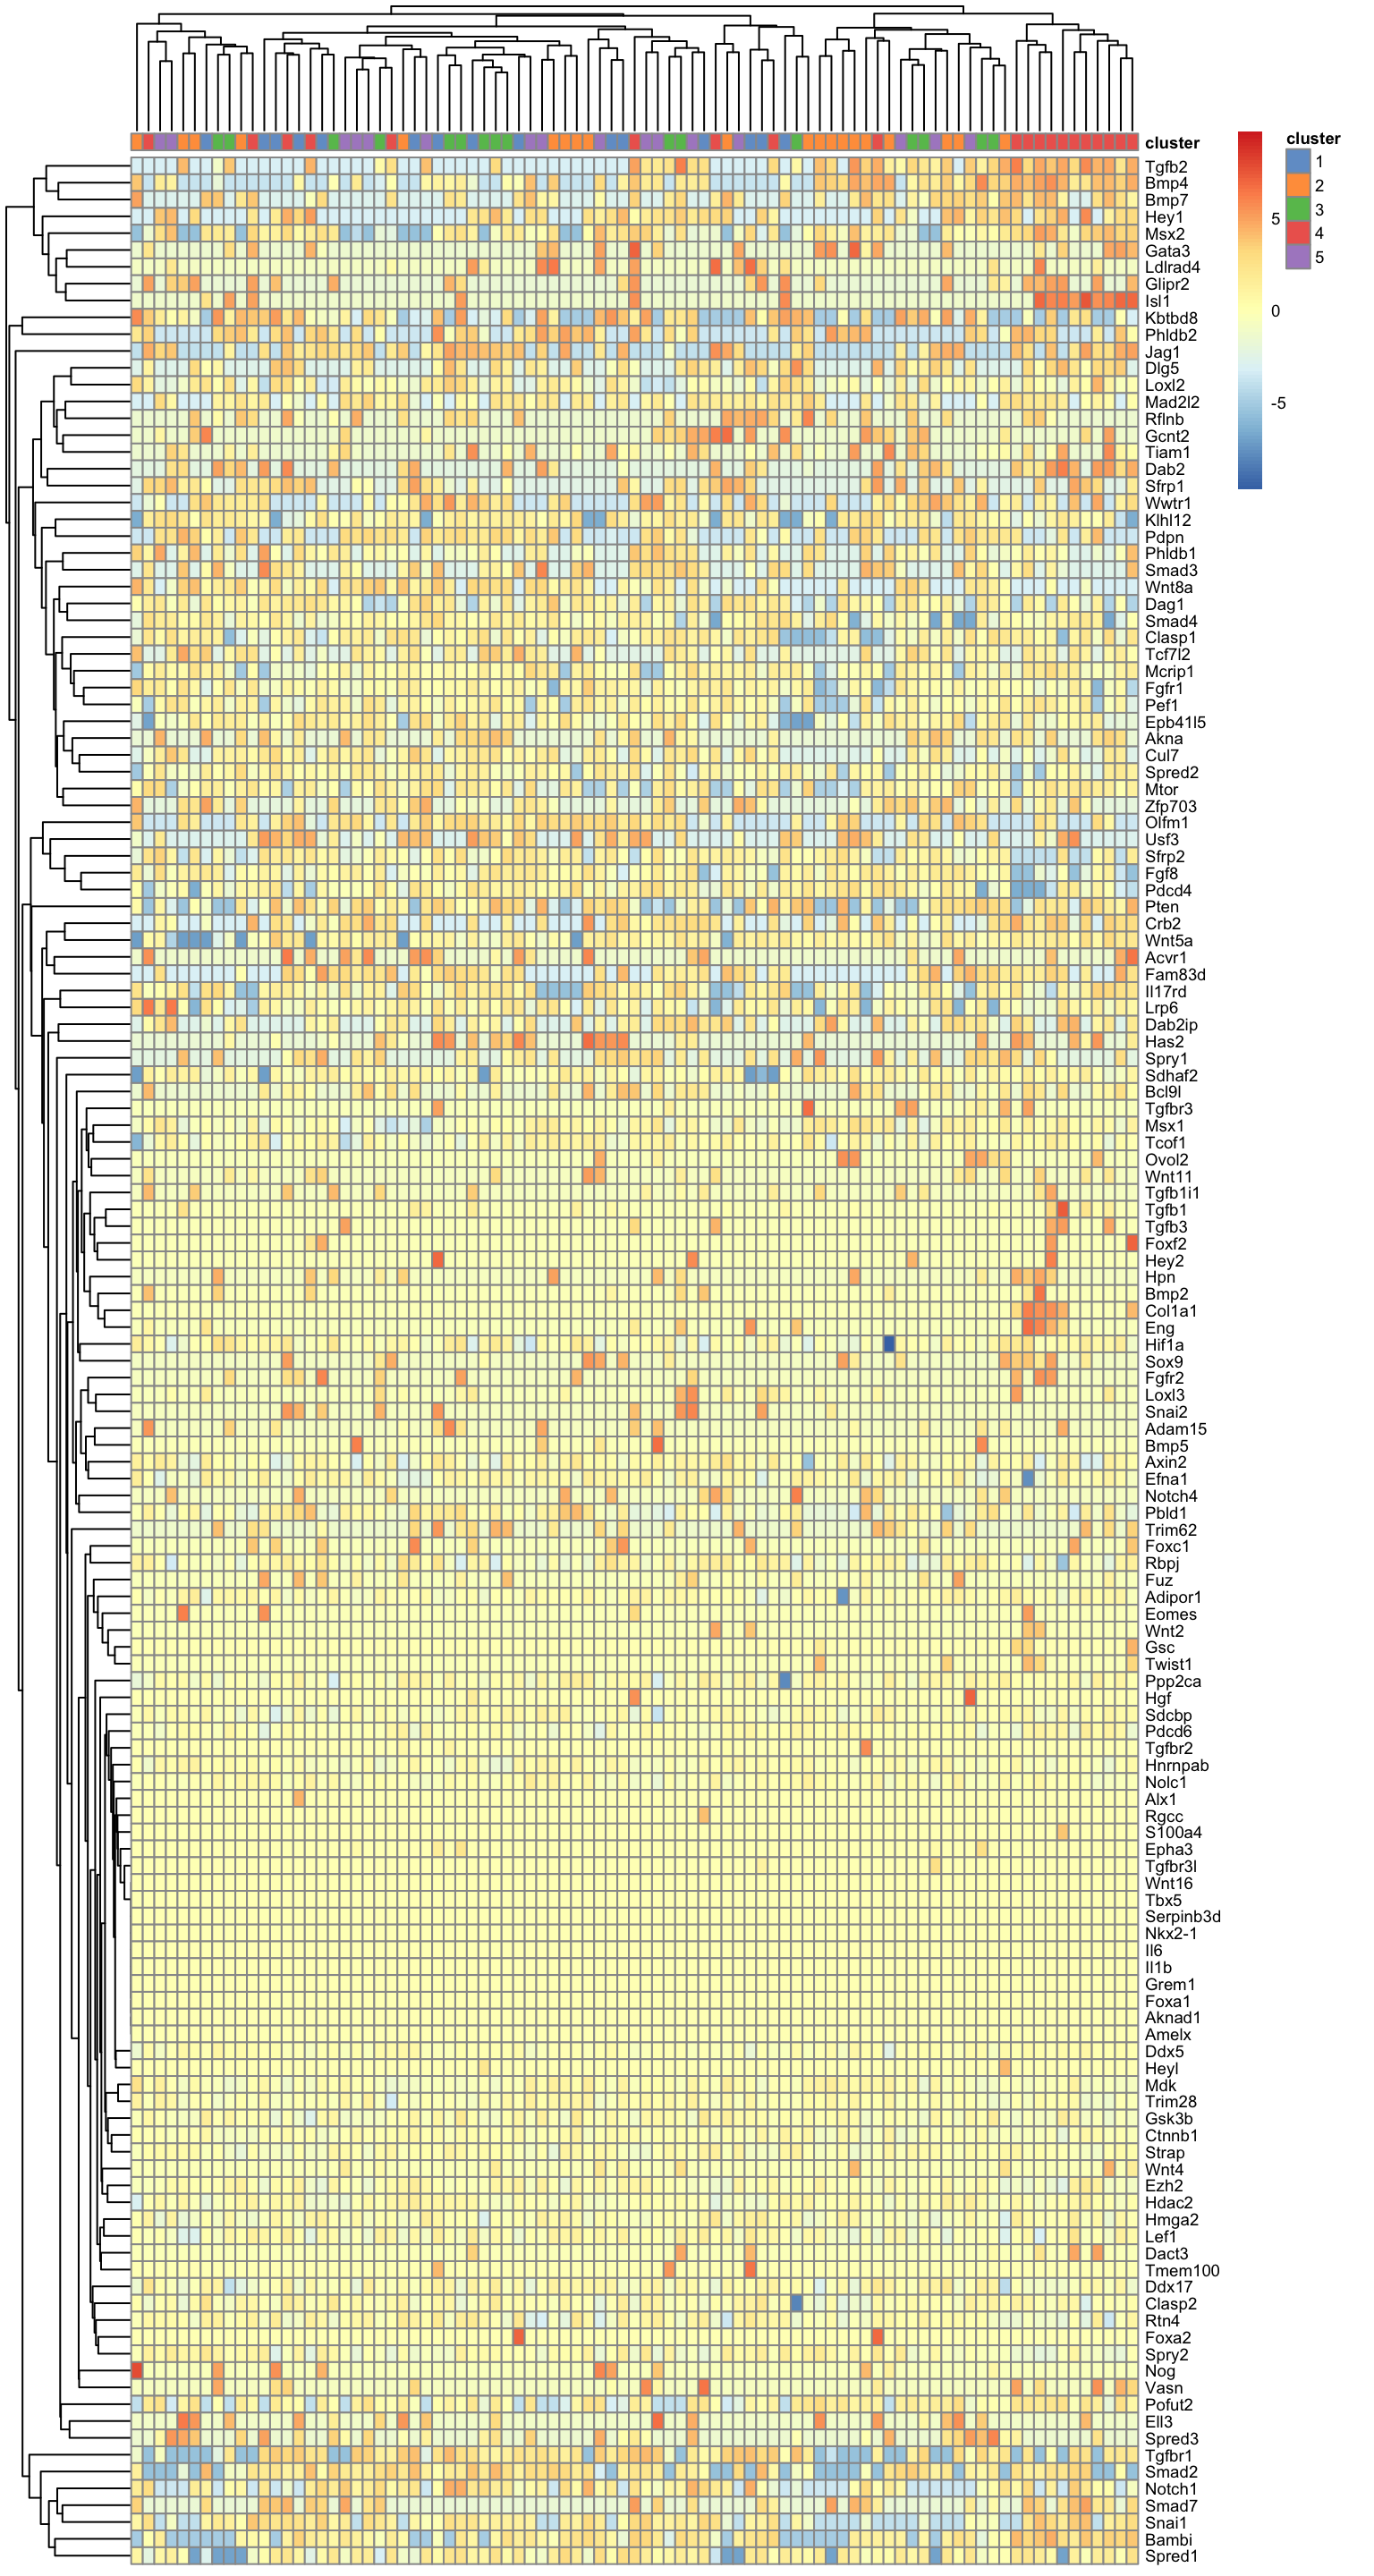 cluster
Tgfb2
Bmp4
Bmp7
Hey1
Msx2
Gata3
Ldlrad4
Glipr2
Isl1
Kbtbd8
Phldb2
Jag1
Dlg5
Loxl2
Mad2l2
Rflnb
Gcnt2
Tiam1
Dab2
Sfrp1
Wwtr1
Klhl12
Pdpn
Phldb1
Smad3
Wnt8a
Dag1
Smad4
Clasp1
Tcf7l2
Mcrip1
Fgfr1
Pef1
Epb41l5
Akna
Cul7
Spred2
Mtor
Zfp703
Olfm1
Usf3
Sfrp2
Fgf8
Pdcd4
Pten
Crb2
Wnt5a
Acvr1
Fam83d
Il17rd
Lrp6
Dab2ip
Has2
Spry1
Sdhaf2
Bcl9l
Tgfbr3
Msx1
Tcof1
Ovol2
Wnt11
Tgfb1i1
Tgfb1
Tgfb3
Foxf2
Hey2
Hpn
Bmp2
Col1a1
Eng
Hif1a
Sox9
Fgfr2
Loxl3
Snai2
Adam15
Bmp5
Axin2
Efna1
Notch4
Pbld1
Trim62
Foxc1
Rbpj
Fuz
Adipor1
Eomes
Wnt2
Gsc
Twist1
Ppp2ca
Hgf
Sdcbp
Pdcd6
Tgfbr2
Hnrnpab
Nolc1
Alx1
Rgcc
S100a4
Epha3
Tgfbr3l
Wnt16
Tbx5
Serpinb3d
Nkx2-1
Il6
Il1b
Grem1
Foxa1
Aknad1
Amelx
Ddx5
Heyl
Mdk
Trim28
Gsk3b
Ctnnb1
Strap
Wnt4
Ezh2
Hdac2
Hmga2
Lef1
Dact3
Tmem100
Ddx17
Clasp2
Rtn4
Foxa2
Spry2
Nog
Vasn
Pofut2
Ell3
Spred3
Tgfbr1
Smad2
Notch1
Smad7
Snai1
Bambi
Spred1
5
0
-5
cluster
1
2
3
4
5